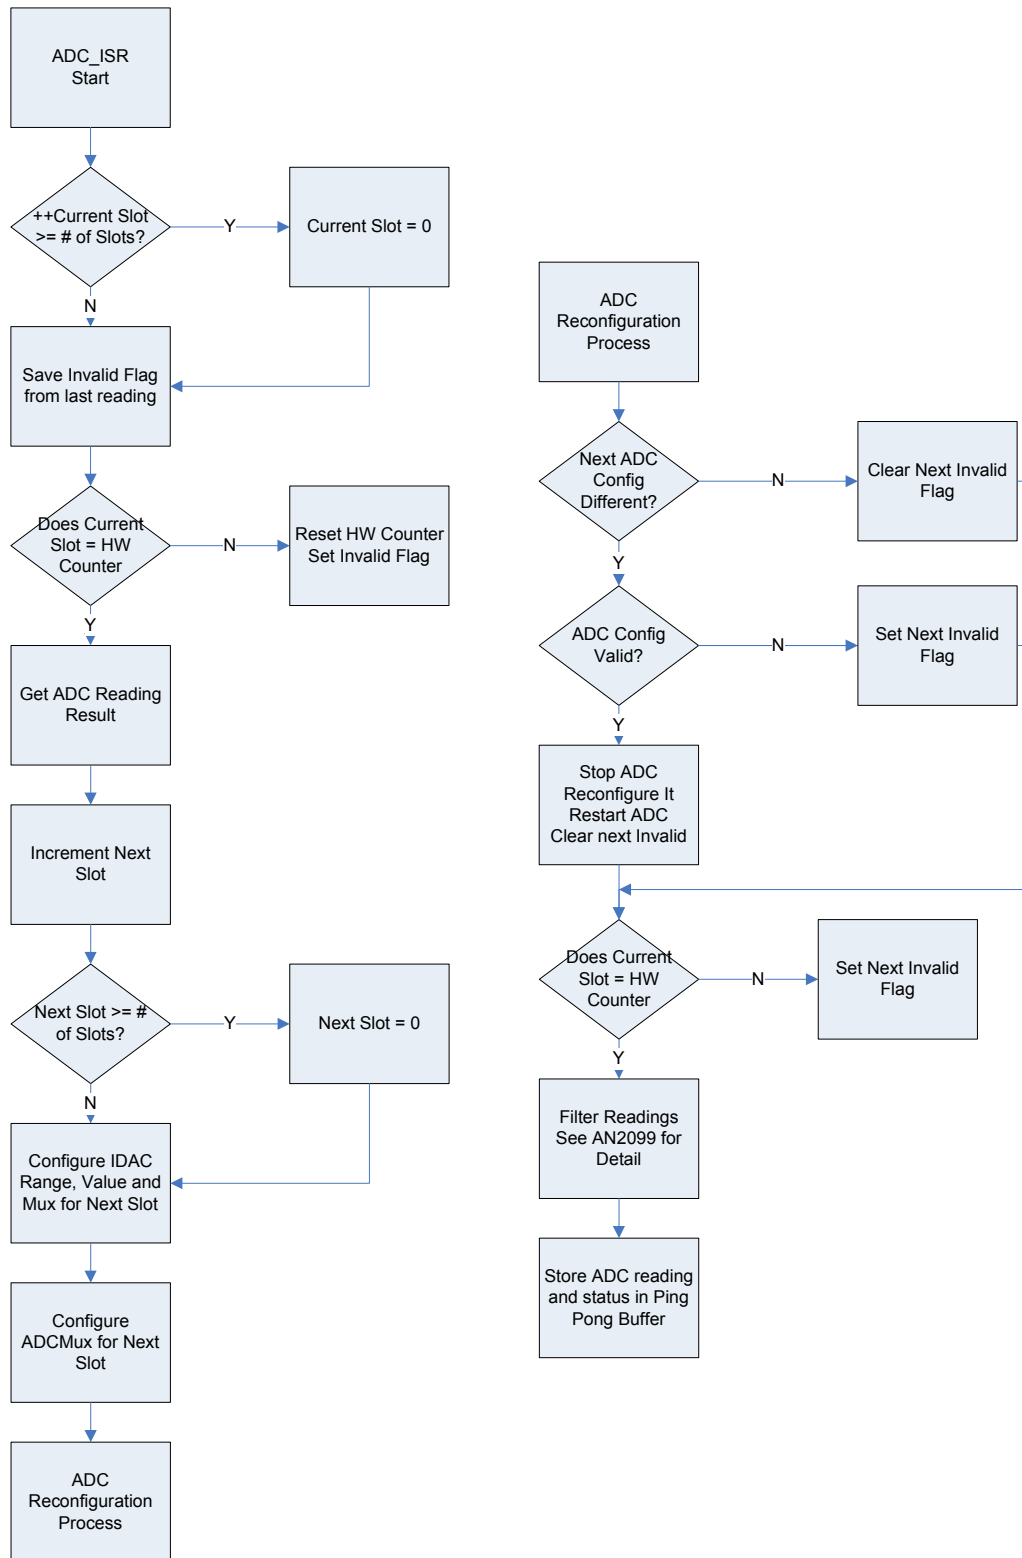 ADC_ISR
Start
++Current Slot
>= # of Slots?
Y
Current Slot = 0
N
Save Invalid Flag
from last reading
Does Current
Slot = HW
Counter
N
Reset HW Counter
Set Invalid Flag
Y
Get ADC Reading
Result
Increment Next
Slot
Next Slot >= #
of Slots?
Y
Next Slot = 0
N
Configure IDAC
Range, Value and
Mux for Next Slot
Configure
ADCMux for Next
Slot
ADC
Reconfiguration
Process
ADC
Reconfiguration
Process
Next ADC
Config
Different?
N
Clear Next Invalid
Flag
Y
ADC Config
Valid?
N
Set Next Invalid
Flag
Y
Stop ADC
Reconfigure It
Restart ADC
Clear next Invalid
Does Current
Slot = HW
Counter
N
Set Next Invalid
Flag
Y
Filter Readings
See AN2099 for
Detail
Store ADC reading
and status in Ping
Pong Buffer